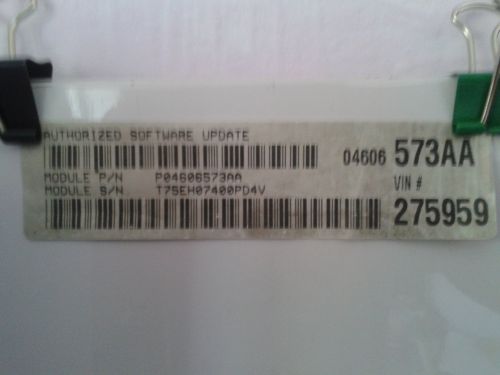 AUTHORIZED SOFTWARE UPDATE
04606 573AA
MODULE P/N P04606573AA
MODULE S/N T75EH07400PD4V
VIN #
275959